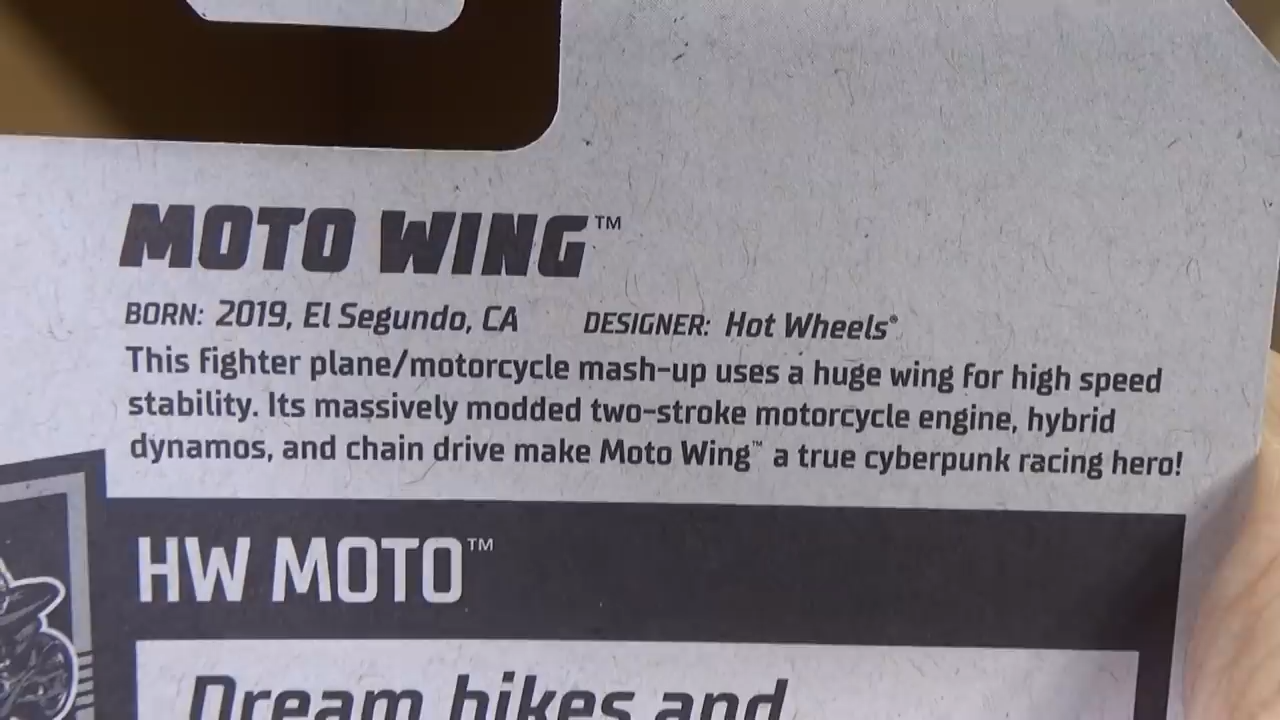 MOTO WING™
BORN: 2019, El Segundo, CA DESIGNER: Hot Wheels®
This fighter plane/motorcycle mash-up uses a huge wing for high speed
stability. Its massively modded two-stroke motorcycle engine, hybrid
dynamos, and chain drive make Moto Wing™ a true cyberpunk racing hero!
HW MOTO™
Dream bikes and